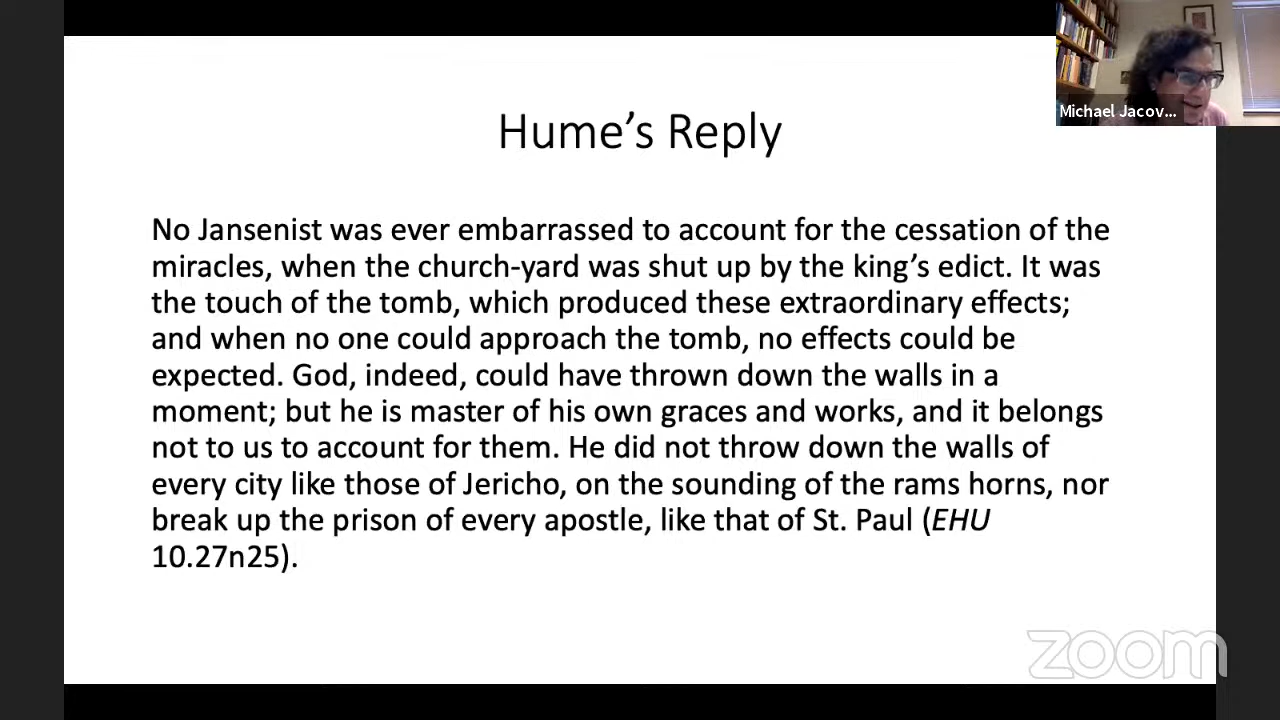 Michael Jacov...
Hume's Reply
No Jansenist was ever embarrassed to account for the cessation of the
miracles, when the church-yard was shut up by the king's edict. It was
the touch of the tomb, which produced these extraordinary effects;
and when no one could approach the tomb, no effects could be
expected. God, indeed, could have thrown down the walls in a
moment; but he is master of his own graces and works, and it belongs
not to us to account for them. He did not throw down the walls of
every city like those of Jericho, on the sounding of the rams horns, nor
break up the prison of every apostle, like that of St. Paul (EHU
10.27n25).
zoom